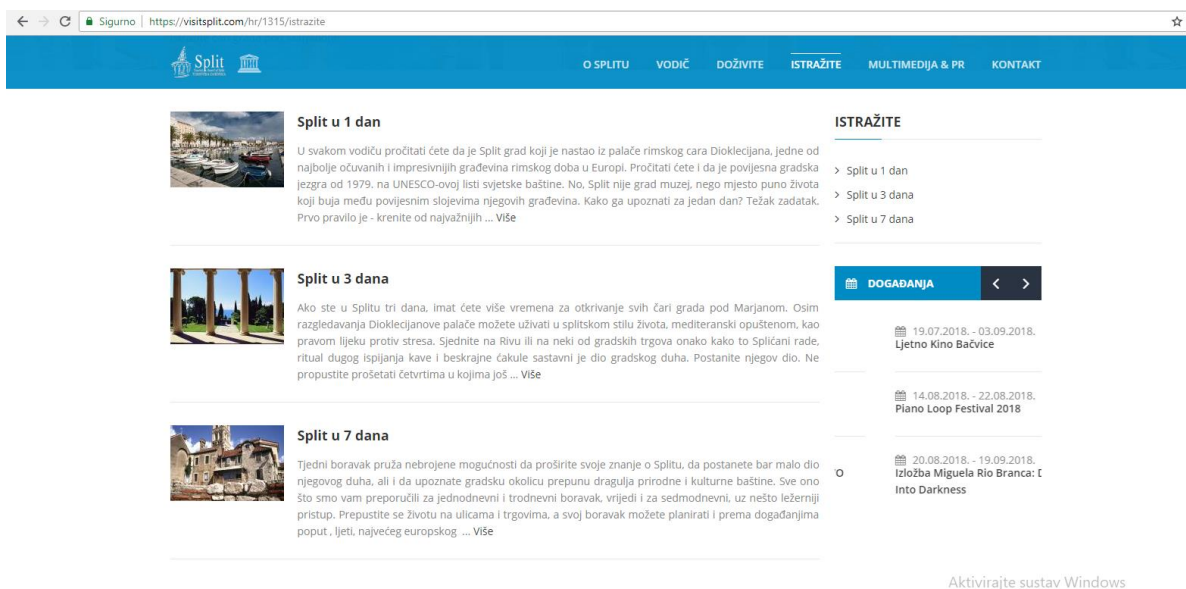 Sigurno | https://visitsplit.com/hr/1315/istrazite
Split
O SPLITU VODIČ DOŽIVITE ISTRAŽITE MULTIMEDIJA & PR KONTAKT
Split u 1 dan
U svakom vodiču pročitati ćete da je Split grad koji je nastao iz palače rimskog cara Dioklecijana, jedne od
najbolje očuvanih i impresivnijih građevina rimskog doba u Europi. Pročitati ćete i da je povijesna gradska
jezgra od 1979. na UNESCO-ovoj listi svjetske baštine. No, Split nije grad muzej, nego mjesto puno života
koji buja među povijesnim slojevima njegovih građevina. Kako ga upoznati za jedan dan? Težak zadatak.
Prvo pravilo je - krenite od najvažnijih ... Više
Split u 3 dana
Ako ste u Splitu tri dana, imat ćete više vremena za otkrivanje svih čari grada pod Marjanom. Osim
razgledavanja Dioklecijanove palače možete uživati u splitskom stilu života, mediteranski opuštenom, kao
pravom lijeku protiv stresa. Sjednite na Rivu ili na neki od gradskih trgova onako kako to Splićani rade,
ritual dugog ispijanja kave i beskrajne ćakule sastavni je dio gradskog duha. Postanite njegov dio. Ne
propustite prošetati četvrtima u kojima još ... Više
Split u 7 dana
Tjedni boravak pruža nebrojene mogućnosti da proširite svoje znanje o Splitu, da postanete bar malo dio
njegovog duha, ali i da upoznate gradsku okolicu prepunu dragulja prirodne i kulturne baštine. Sve ono
što smo vam preporučili za jednodnevni i trodnevni boravak, vrijedi i za sedmodnevni, uz nešto ležerniji
pristup. Prepustite se životu na ulicama i trgovima, a svoj boravak možete planirati i prema događanjima
poput , ljeti, najvećeg europskog ... Više
ISTRAŽITE
Split u 1 dan
Split u 3 dana
Split u 7 dana
DOGAĐANJA
19.07.2018. - 03.09.2018.
Ljetno Kino Bačvice
14.08.2018. - 22.08.2018.
Piano Loop Festival 2018
20.08.2018. - 19.09.2018.
Izložba Miguela Rio Branca: D
Into Darkness
Aktivirajte sustav Windows